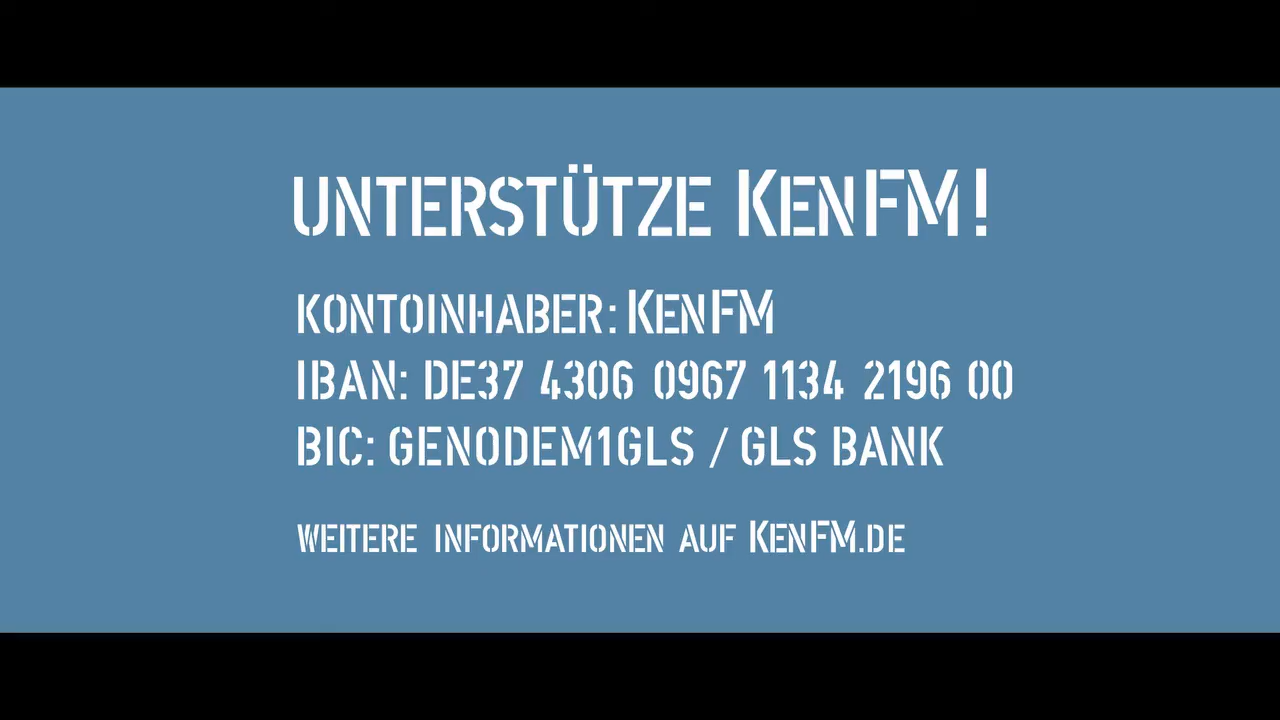 UNTERSTÜTZE KENFM!
KONTOINHABER: KENFM
IBAN: DE37 4306 0967 1134 2196 00
BIC: GENODEM1GLS / GLS BANK
WEITERE INFORMATIONEN AUF KENFM.DE